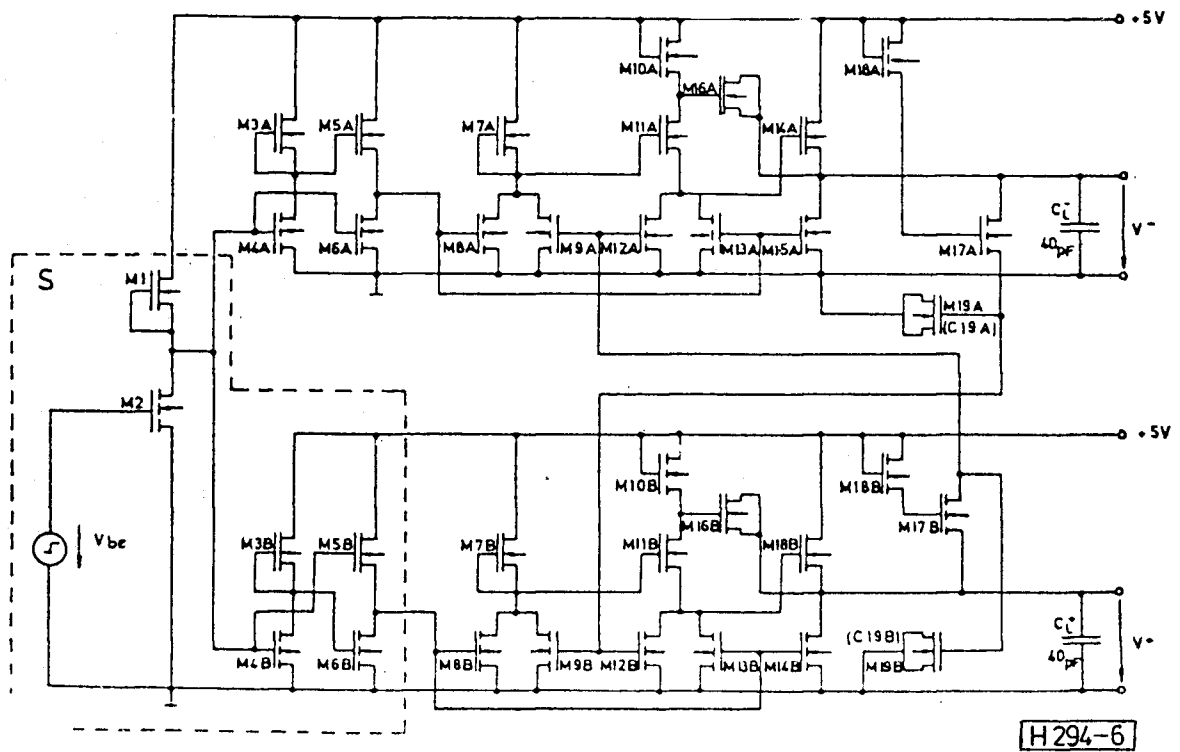 +5V
M10A
M18A
M16A
M3A M5A M7A M11A M14A
M4A M6A M8A M9A M12A M13A M15A M17A
C_L^-
40pF
V^-
S
M1
M19A
(C19A)
M2
+5V
M10B
M18B
M16B
M17B
V_be
M3B M5B M7B M11B M18B
(C19B)
M4B M6B M8B M9B M12B M13B M14B M19B
C_L^+
40pF
V^+
H294-6